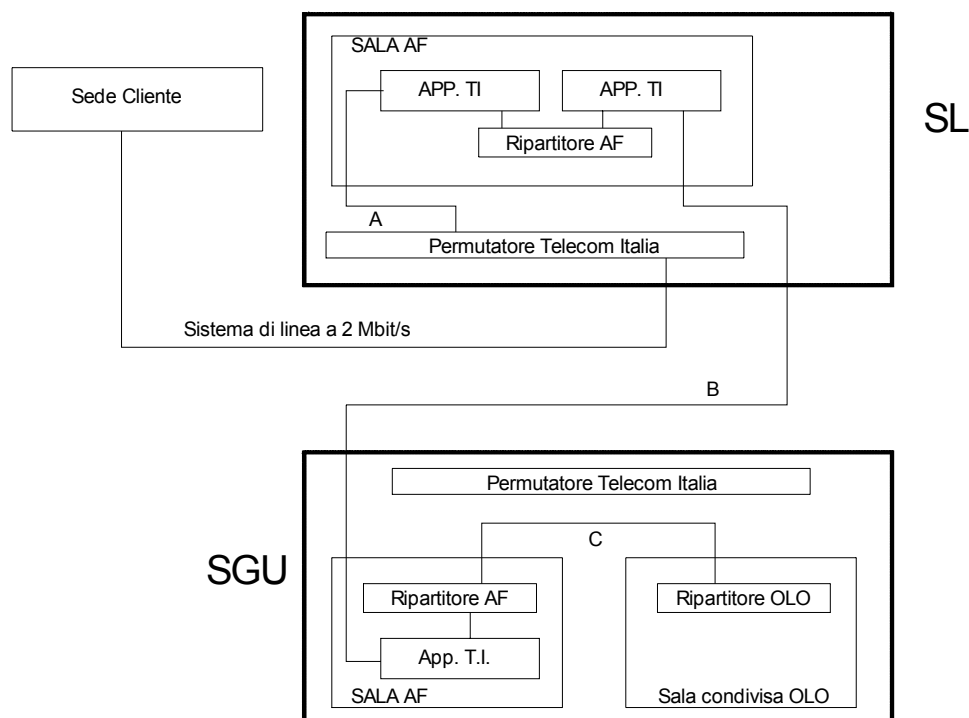 SALA AF
Sede Cliente
APP. TI
APP. TI
SL
Ripartitore AF
A
Permutatore Telecom Italia
Sistema di linea a 2 Mbit/s
B
Permutatore Telecom Italia
C
SGU
Ripartitore AF
Ripartitore OLO
App. T.I.
SALA AF
Sala condivisa OLO